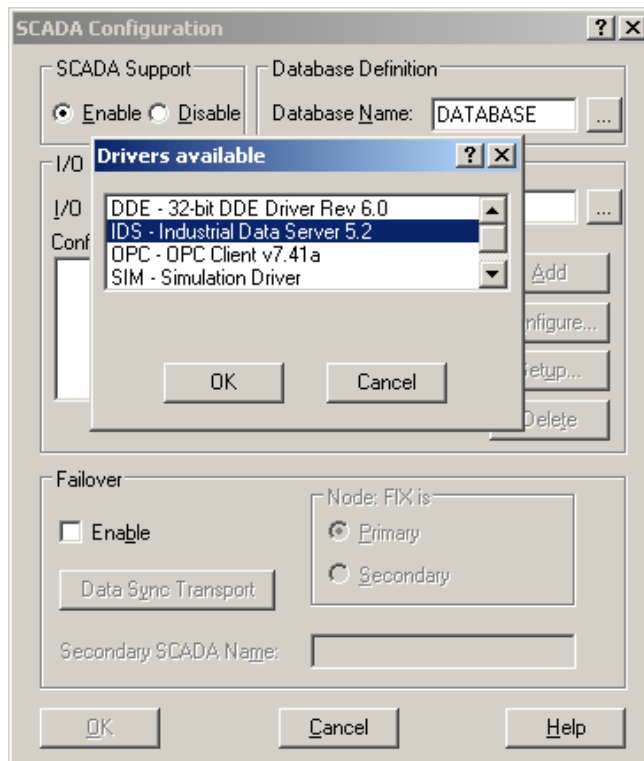 SCADA Configuration
SCADA Support
Database Definition
Enable Disable
Database Name: DATABASE ...
Drivers available
I/O
I/O ...
DDE - 32-bit DDE Driver Rev 6.0
IDS - Industrial Data Server 5.2
OPC - OPC Client v7.41a
SIM - Simulation Driver
Conf
Add
nfigure...
Setup...
Delete
OK Cancel
Failover
Enable
Node: FIX is
Primary
Secondary
Data Sync Transport
Secondary SCADA Name:
OK Cancel Help